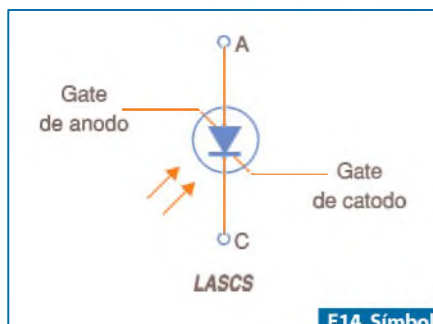 A
Gate
de anodo
Gate
de catodo
C
LASCS
F14 Símbol